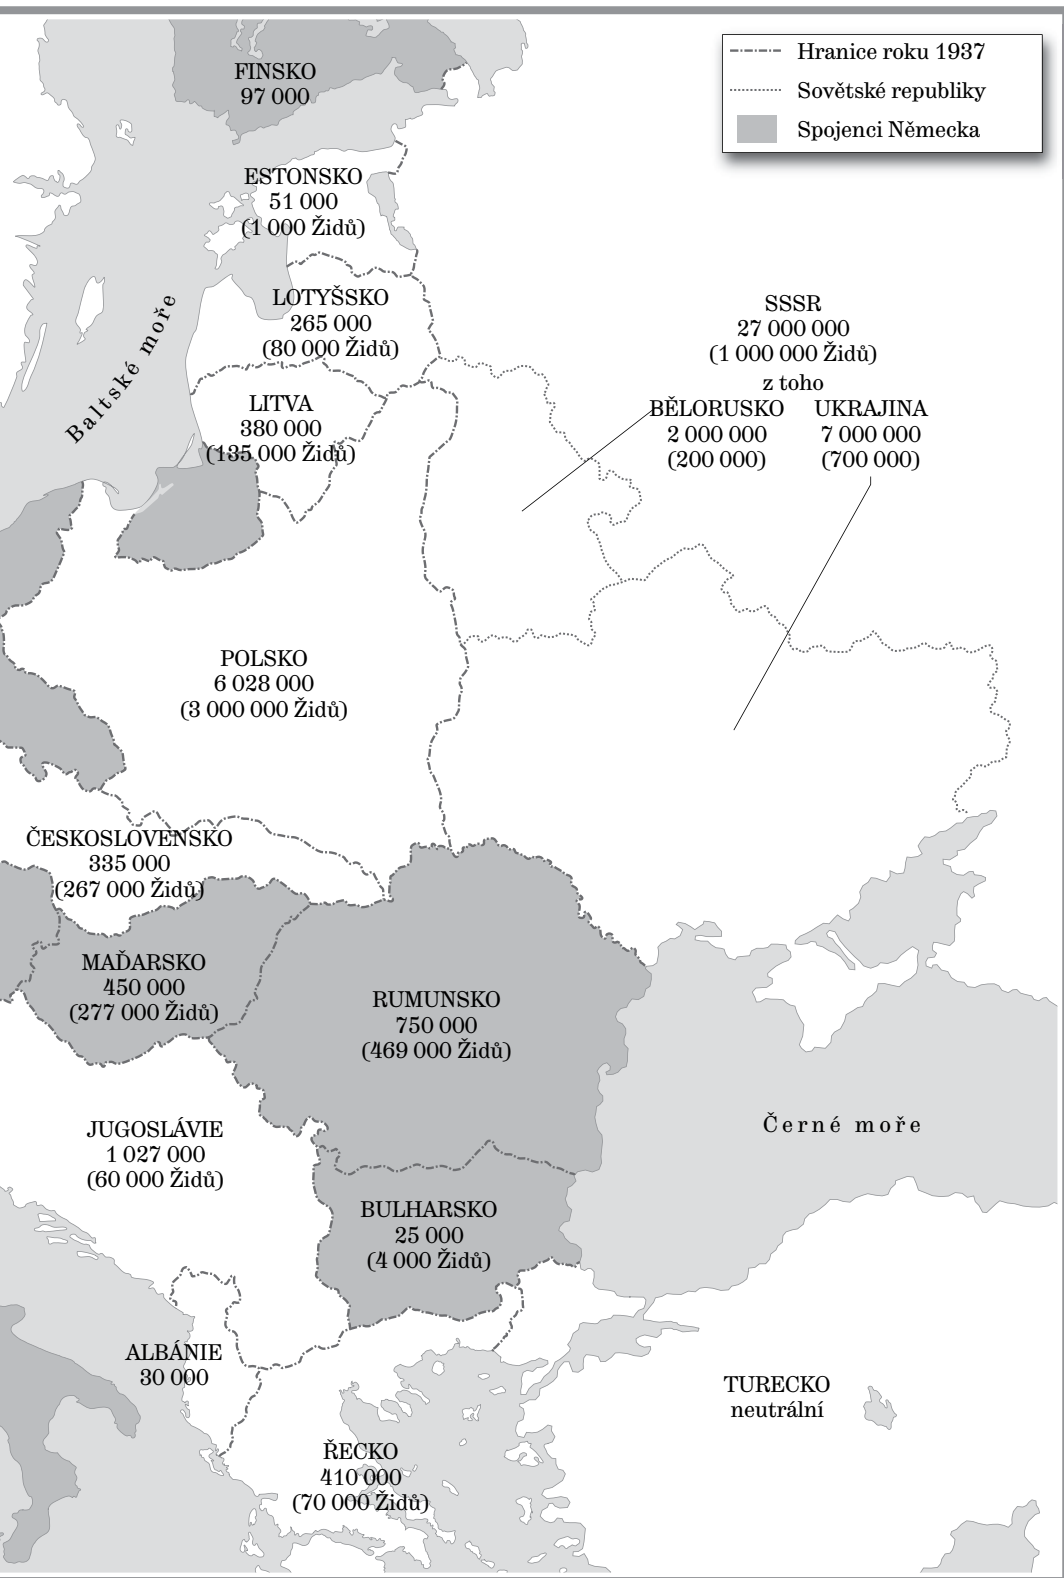 Hranice roku 1937
Sovětské republiky
Spojenci Německa
FINSKO
97 000
ESTONSKO
51 000
(1 000 Židů)
LOTYŠSKO
265 000
(80 000 Židů)
Baltské moře
LITVA
380 000
(135 000 Židů)
SSSR
27 000 000
(1 000 000 Židů)
z toho
BĚLORUSKO
2 000 000
(200 000)
UKRAJINA
7 000 000
(700 000)
POLSKO
6 028 000
(3 000 000 Židů)
ČESKOSLOVENSKO
335 000
(267 000 Židů)
MAĎARSKO
450 000
(277 000 Židů)
RUMUNSKO
750 000
(469 000 Židů)
Černé moře
JUGOSLÁVIE
1 027 000
(60 000 Židů)
BULHARSKO
25 000
(4 000 Židů)
ALBÁNIE
30 000
TURECKO
neutrální
ŘECKO
410 000
(70 000 Židů)